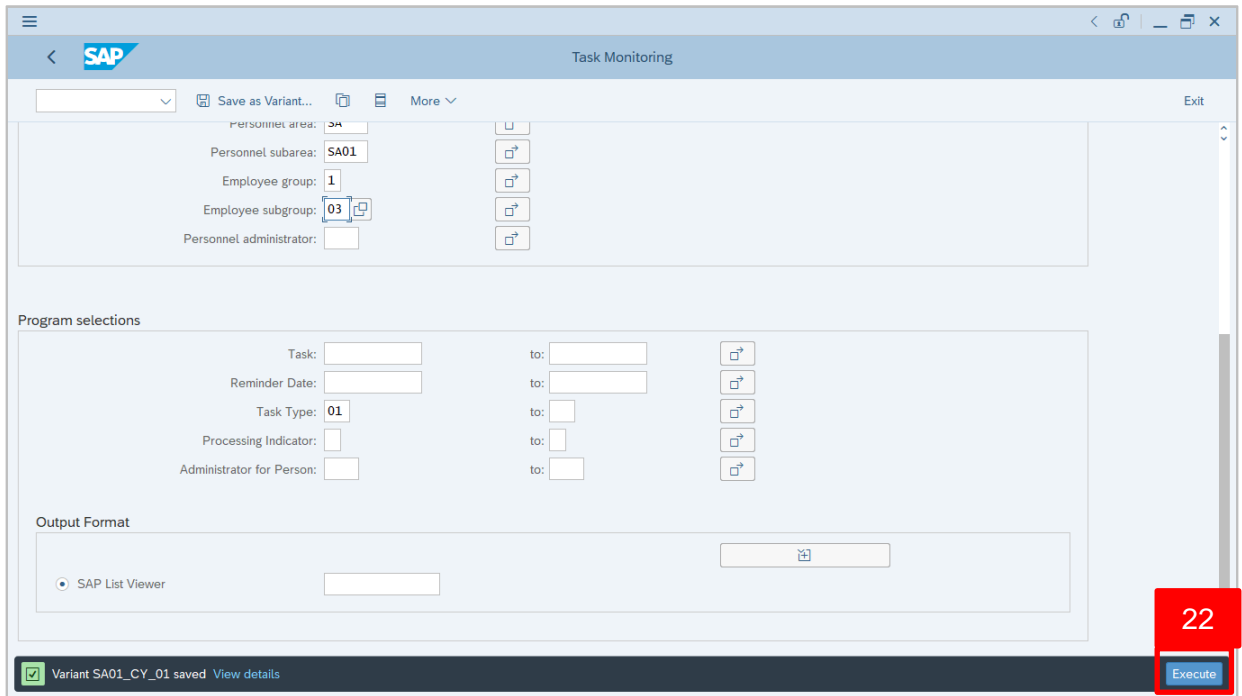 SAP
Task Monitoring
Save as Variant... More Exit
Personnel area: SA
Personnel subarea: SA01
Employee group: 1
Employee subgroup: 03
Personnel administrator:
Program selections
Task: to:
Reminder Date: to:
Task Type: 01 to:
Processing Indicator: to:
Administrator for Person: to:
Output Format
SAP List Viewer
22
Variant SA01_CY_01 saved View details Execute